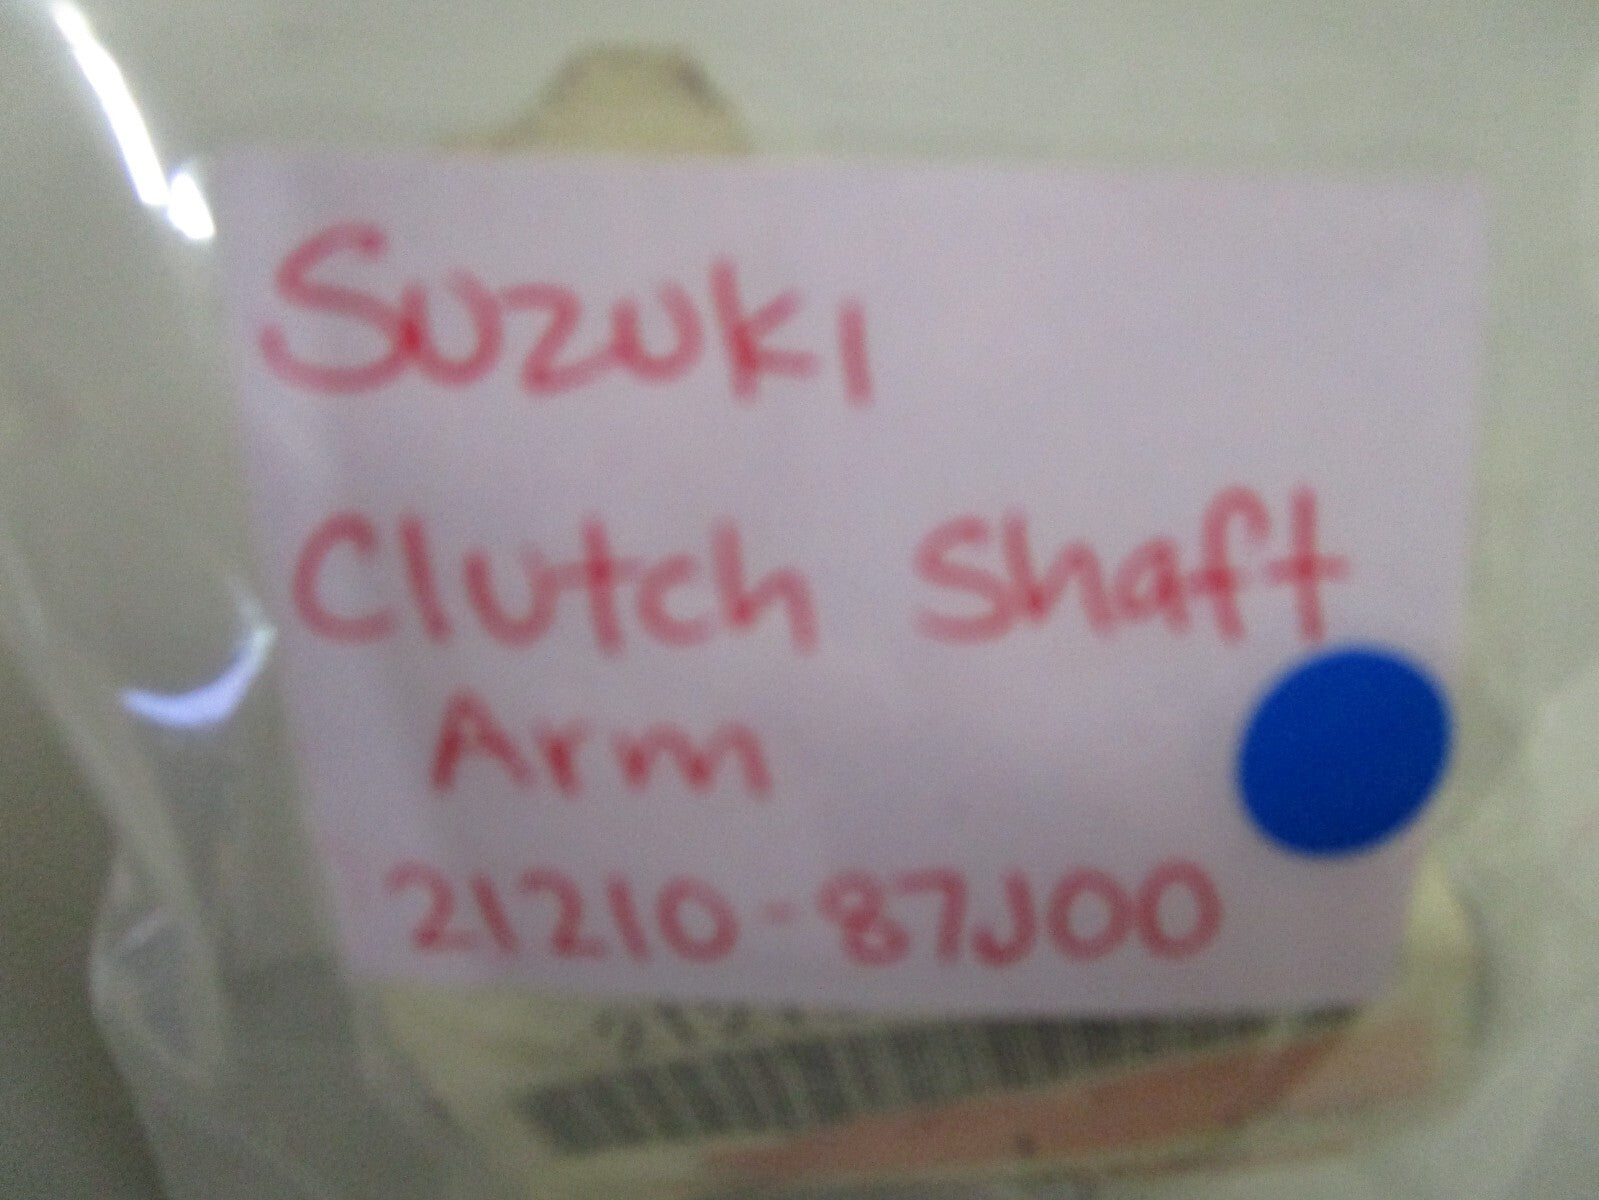 Suzuki
Clutch Shaft
Arm
21210-87J00